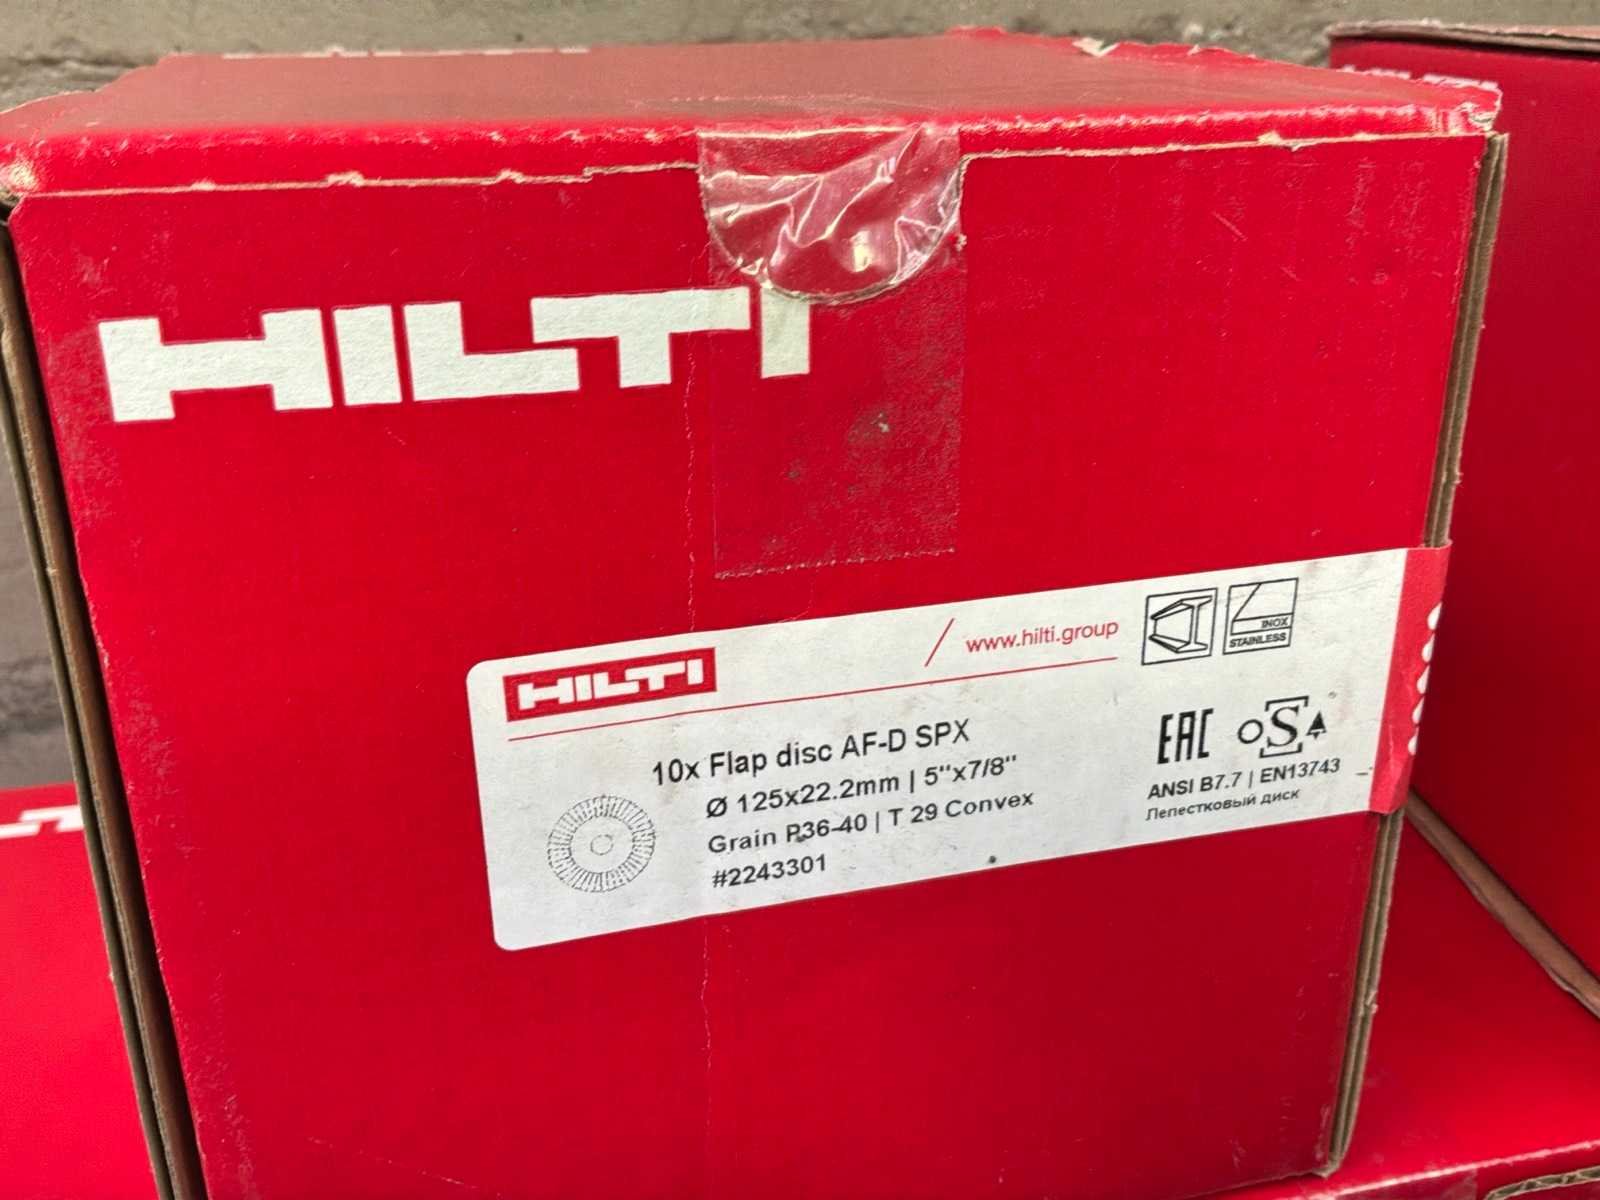 HILTI
HILTI
www.hilti.group
INOX
STAINLESS
10x Flap disc AF-D SPX
Ø 125x22.2mm | 5"x7/8"
Grain P36-40 | T 29 Convex
#2243301
EAC
oSa
ANSI B7.7 | EN13743
Лепестковый диск